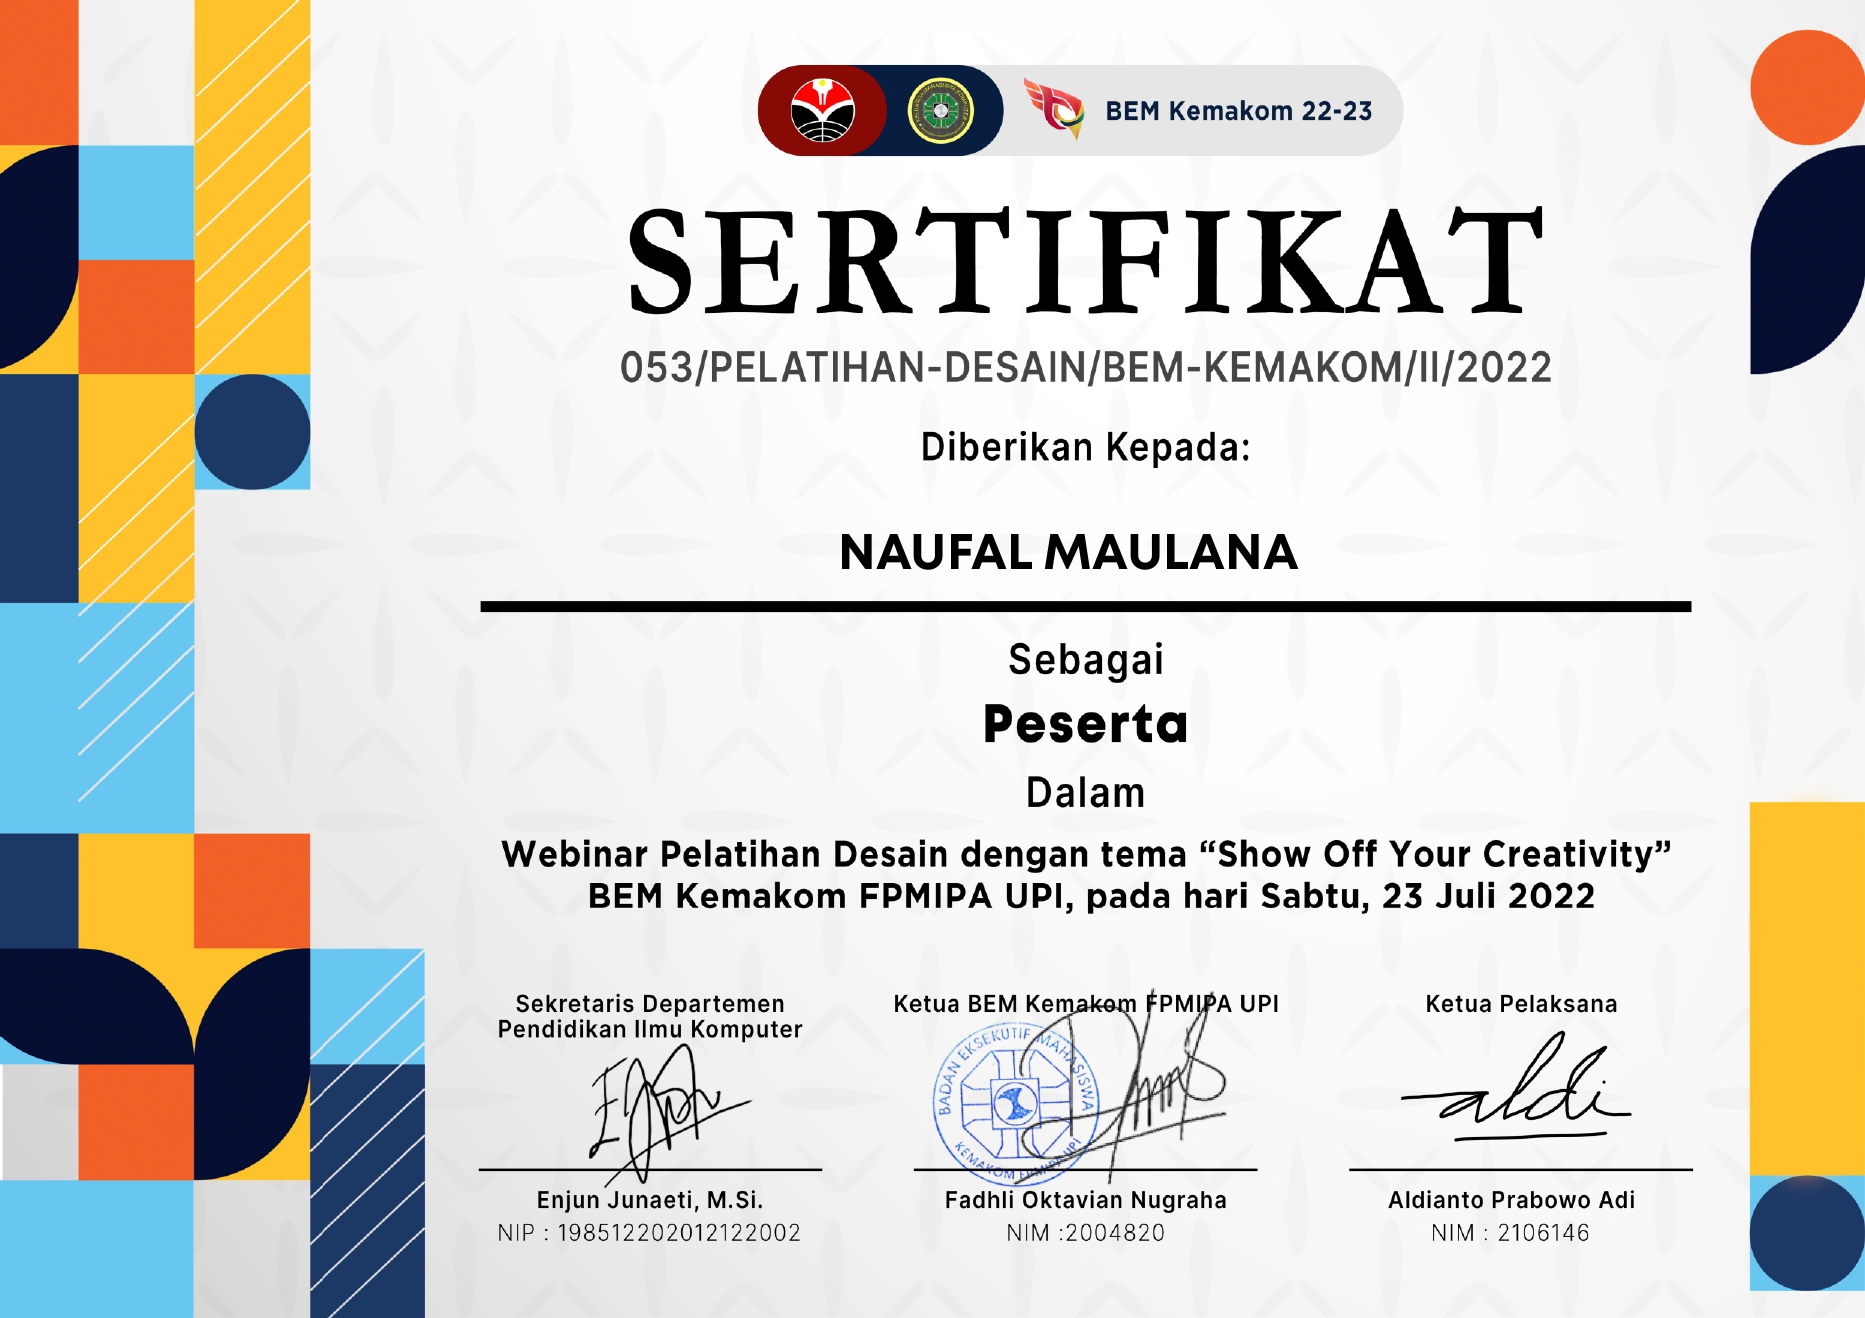 BEM Kemakom 22-23
SERTIFIKAT
053/PELATIHAN-DESAIN/BEM-KEMAKOM/II/2022
Diberikan Kepada:
NAUFAL MAULANA
Sebagai
Peserta
Dalam
Webinar Pelatihan Desain dengan tema “Show Off Your Creativity”
BEM Kemakom FPMIPA UPI, pada hari Sabtu, 23 Juli 2022
Sekretaris Departemen
Pendidikan Ilmu Komputer
Enjun Junaeti, M.Si.
NIP : 198512202012122002
Ketua BEM Kemakom FPMIPA UPI
BADAN EKSEKUTIF MAHASISWA
KEMAKOM FPMIPA UPI
Fadhli Oktavian Nugraha
NIM :2004820
Ketua Pelaksana
aldi
Aldianto Prabowo Adi
NIM : 2106146